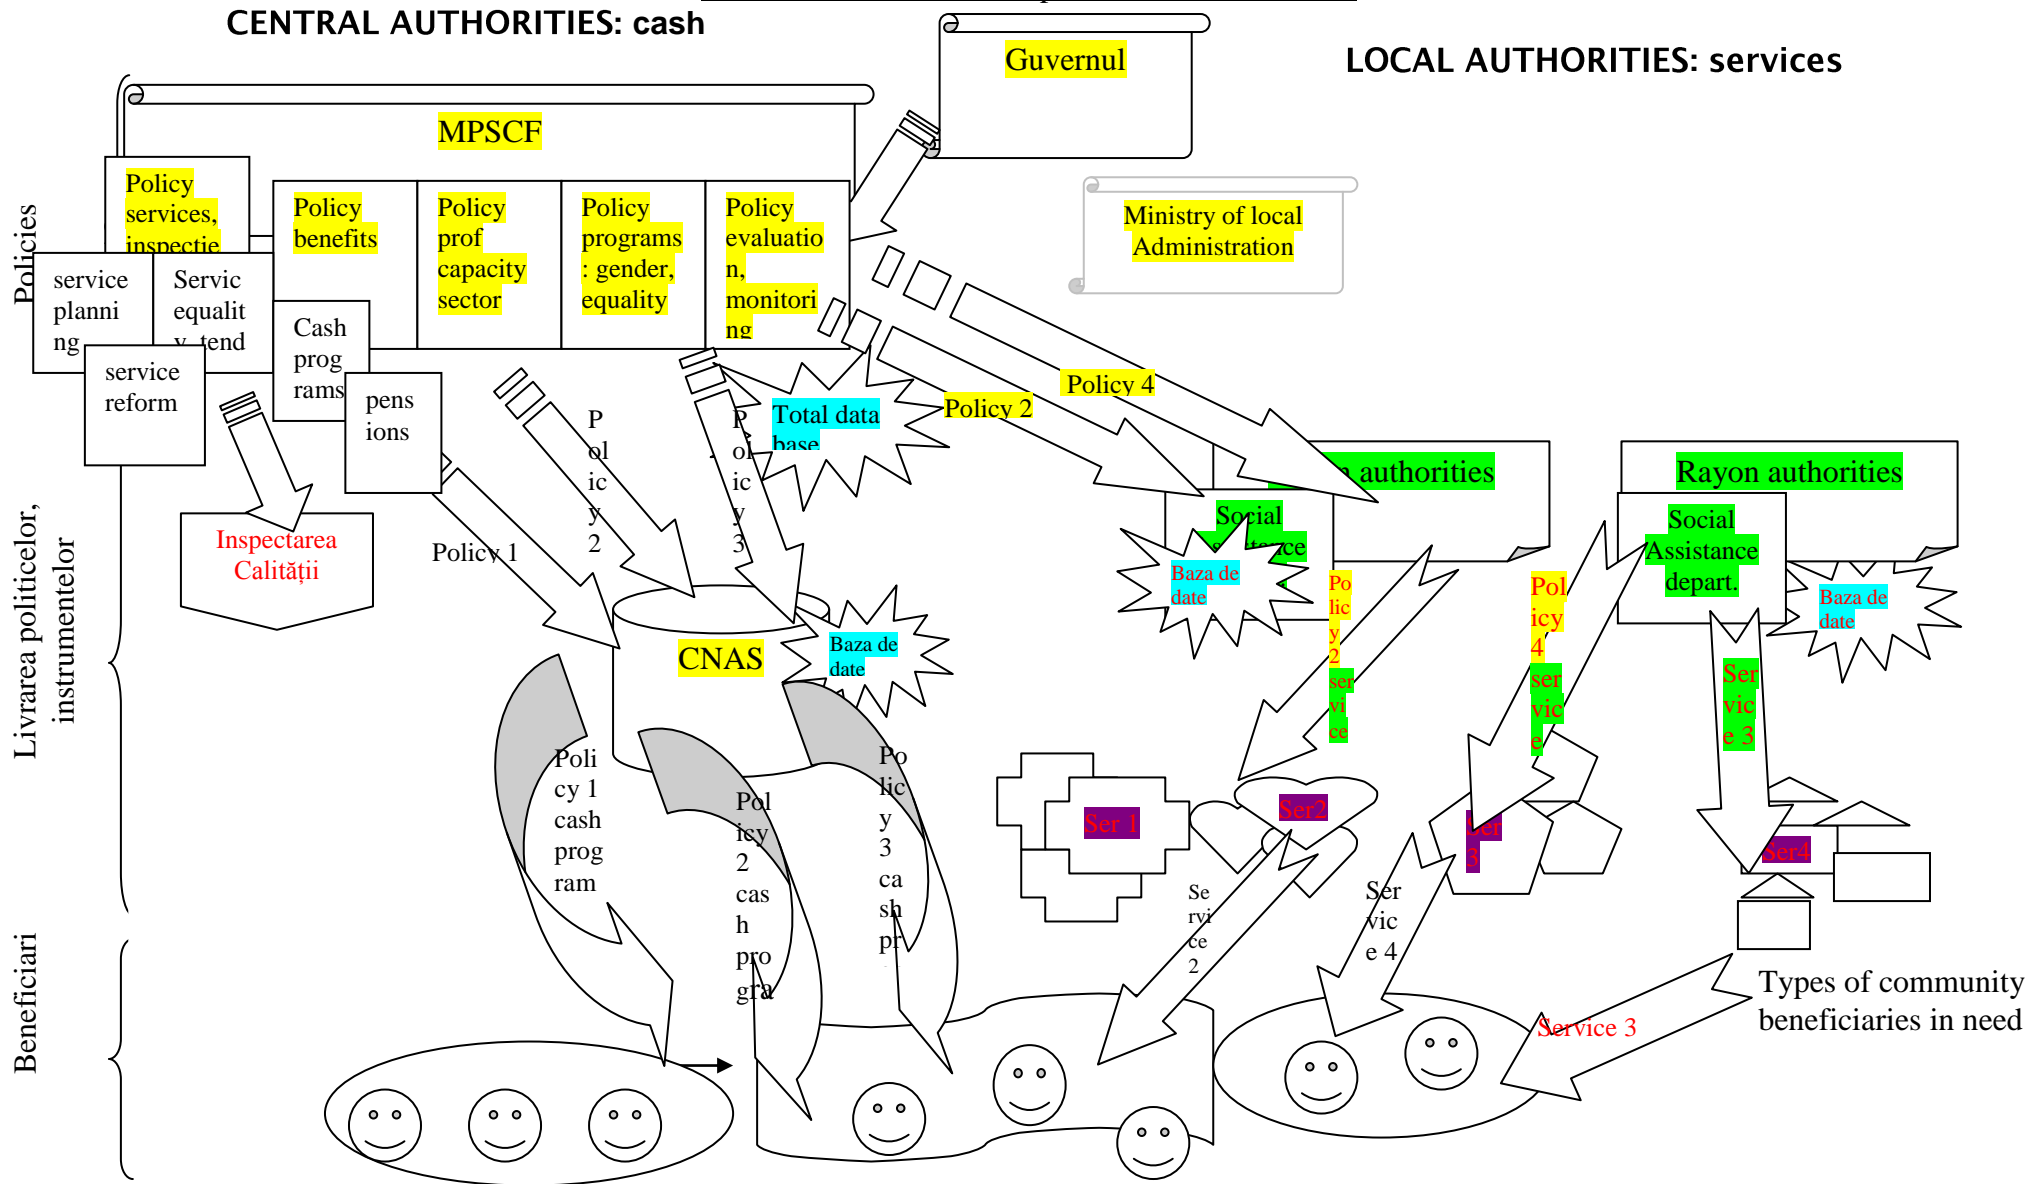 CENTRAL AUTHORITIES: cash
LOCAL AUTHORITIES: services
Guvernul
MPSCF
Ministry of local
Administration
Policies
Policy
services,
inspectie
Policy
benefits
Policy
prof
capacity
sector
Policy
programs
: gender,
equality
Policy
evaluatio
n,
monitori
ng
service
planni
ng
Servic
equalit
y, tend
service
reform
Cash
prog
rams
pens
ions
Total data
base
Policy 2
Policy 4
P
ol
ic
y
2
P
ol
ic
y
3
Policy 1
Livrarea politicelor,
instrumentelor
Inspectarea
Calității
CNAS
Baza de
date
authorities
Social
Baza de
date
Rayon authorities
Social
Assistance
depart.
Baza de
date
Po
lic
y
2
ser
vi
ce
Pol
icy
4
ser
vic
e
Ser
vic
e 3
Poli
cy 1
cash
prog
ram
Pol
icy
2
cas
h
pro
gra
Po
lic
y
3
ca
sh
pr
Ser 1
Ser2
Ser
3
Ser4
Se
rvi
ce
2
Ser
vic
e 4
Service 3
Types of community
beneficiaries in need
Beneficiari